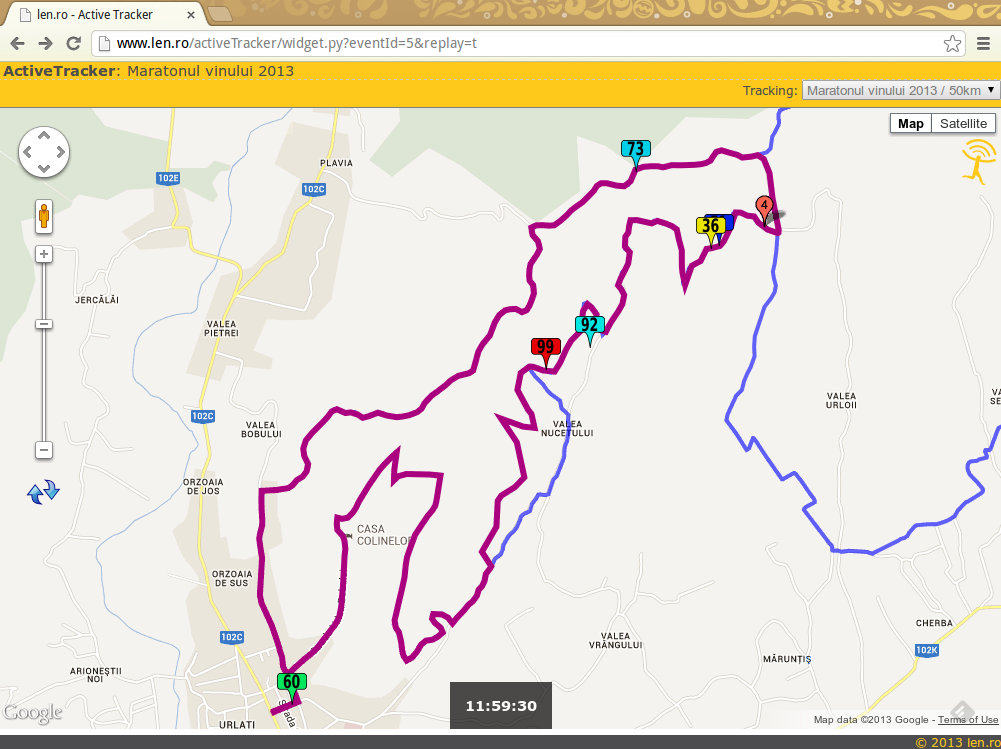 len.ro - Active Tracker
www.len.ro/activeTracker/widget.py?eventId=5&replay=t
ActiveTracker: Maratonul vinului 2013
Tracking: Maratonul vinului 2013 / 50km
Map Satellite
73
PLAVIA
102E
102C
4
36
JERCĂLĂI
VALEA
PIETREI
92
99
VALEA
URLOII
102C
VALEA
BOBULUI
VALEA
NUCETULUI
ORZOAIA
DE JOS
CASA
COLINELOR
ORZOAIA
DE SUS
102C
CHERBA
VALEA
VRÂNGULUI
102K
MĂRUNȚIȘ
ARIONEȘTII
NOI
60
11:59:30
Google
URLATI
Map data ©2013 Google - Terms of Use
© 2013 len.ro